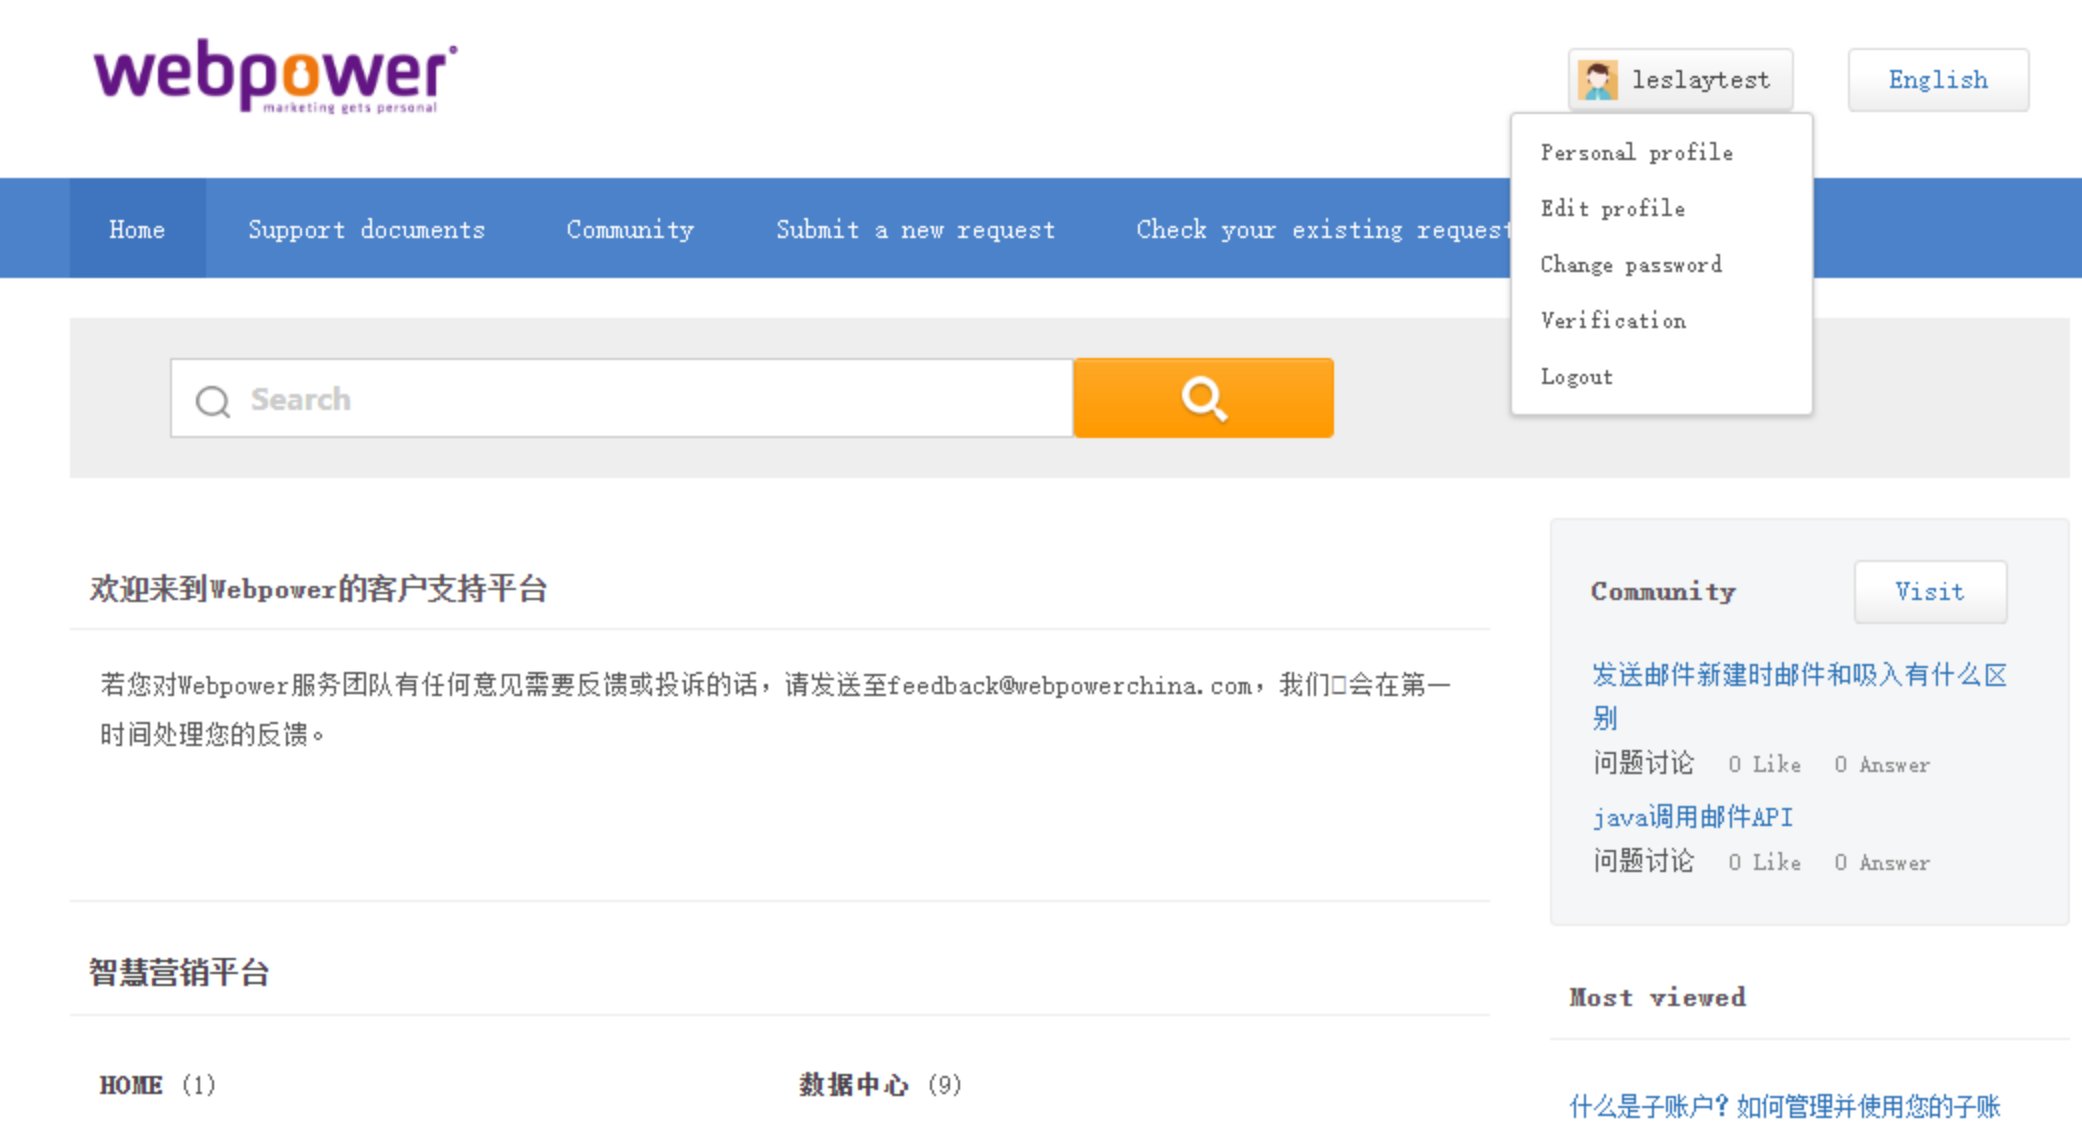 webpower
marketing gets personal
leslaytest
English
Personal profile
Edit profile
Change password
Verification
Logout
Home
Support documents
Community
Submit a new request
Check your existing request
Search
欢迎来到Webpower的客户支持平台
若您对Webpower服务团队有任何意见需要反馈或投诉的话，请发送至feedback@webpowerchina.com，我们□会在第一
时间处理您的反馈。
Community
Visit
发送邮件新建时邮件和吸入有什么区
别
问题讨论 0 Like 0 Answer
java调用邮件API
问题讨论 0 Like 0 Answer
智慧营销平台
Most viewed
HOME (1)
数据中心 (9)
什么是子账户？如何管理并使用您的子账